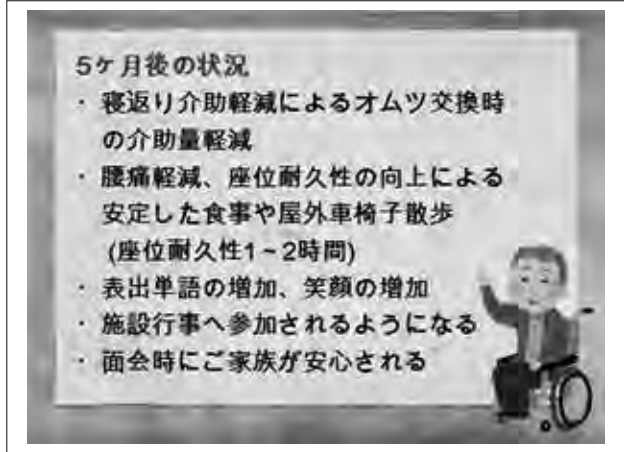 5ケ月後の状況
・ 寝返り介助軽減によるオムツ交換時
の介助量軽減
・ 腰痛軽減、座位耐久性の向上による
安定した食事や屋外車椅子散歩
(座位耐久性1~2時間)
・ 表出単語の増加、笑顔の増加
・ 施設行事へ参加されるようになる
・ 面会時にご家族が安心される